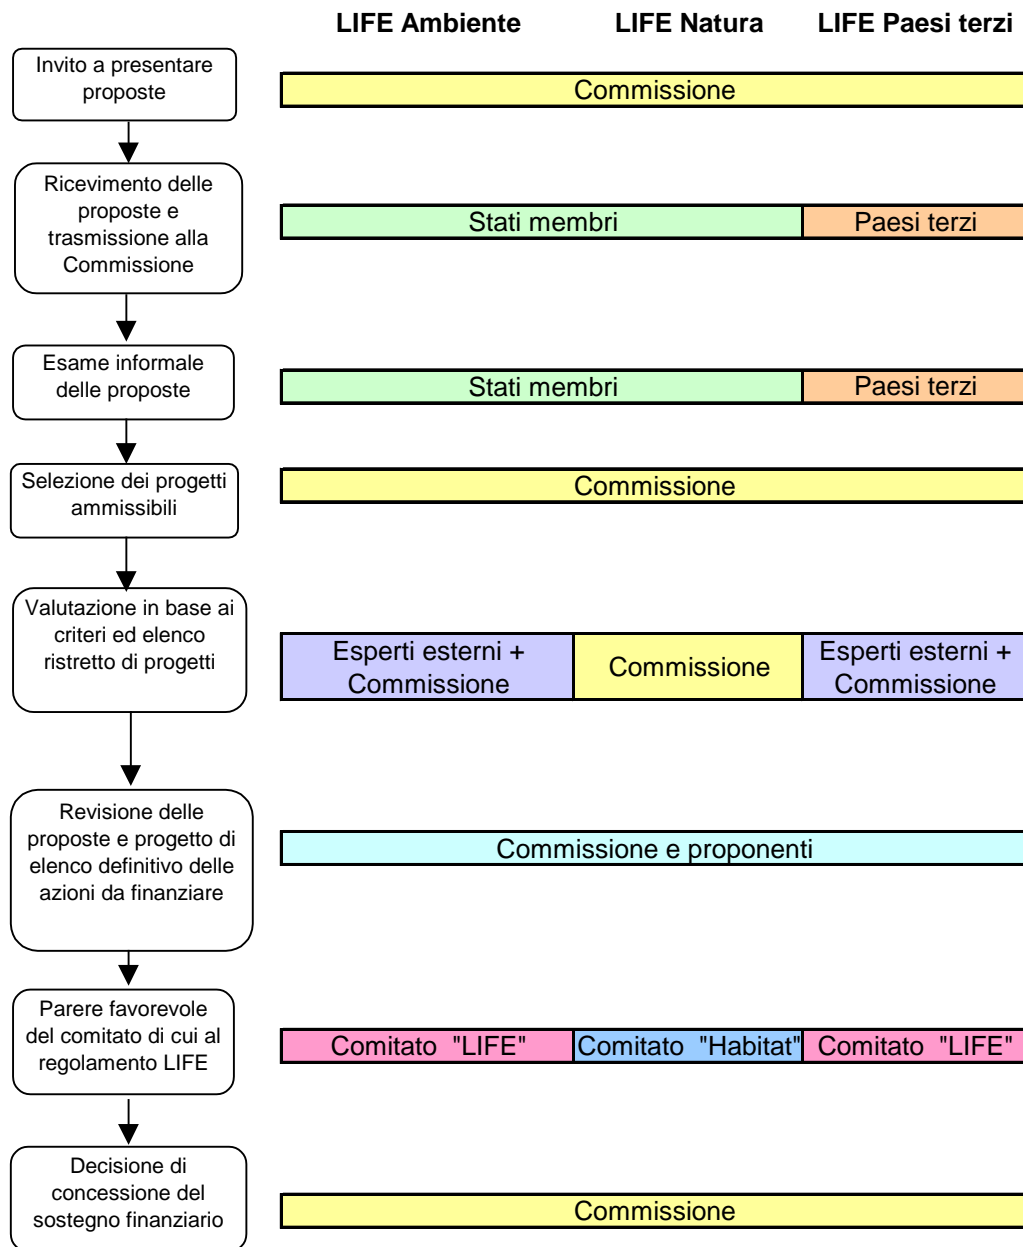 LIFE Ambiente LIFE Natura LIFE Paesi terzi
Invito a presentare
proposte
Commissione
Ricevimento delle
proposte e
trasmissione alla
Commissione
Stati membri Paesi terzi
Esame informale
delle proposte
Stati membri Paesi terzi
Selezione dei progetti
ammissibili
Commissione
Valutazione in base ai
criteri ed elenco
ristretto di progetti
Esperti esterni +
Commissione
Commissione
Esperti esterni +
Commissione
Revisione delle
proposte e progetto di
elenco definitivo delle
azioni da finanziare
Commissione e proponenti
Parere favorevole
del comitato di cui al
regolamento LIFE
Comitato "LIFE" Comitato "Habitat" Comitato "LIFE"
Decisione di
concessione del
sostegno finanziario
Commissione